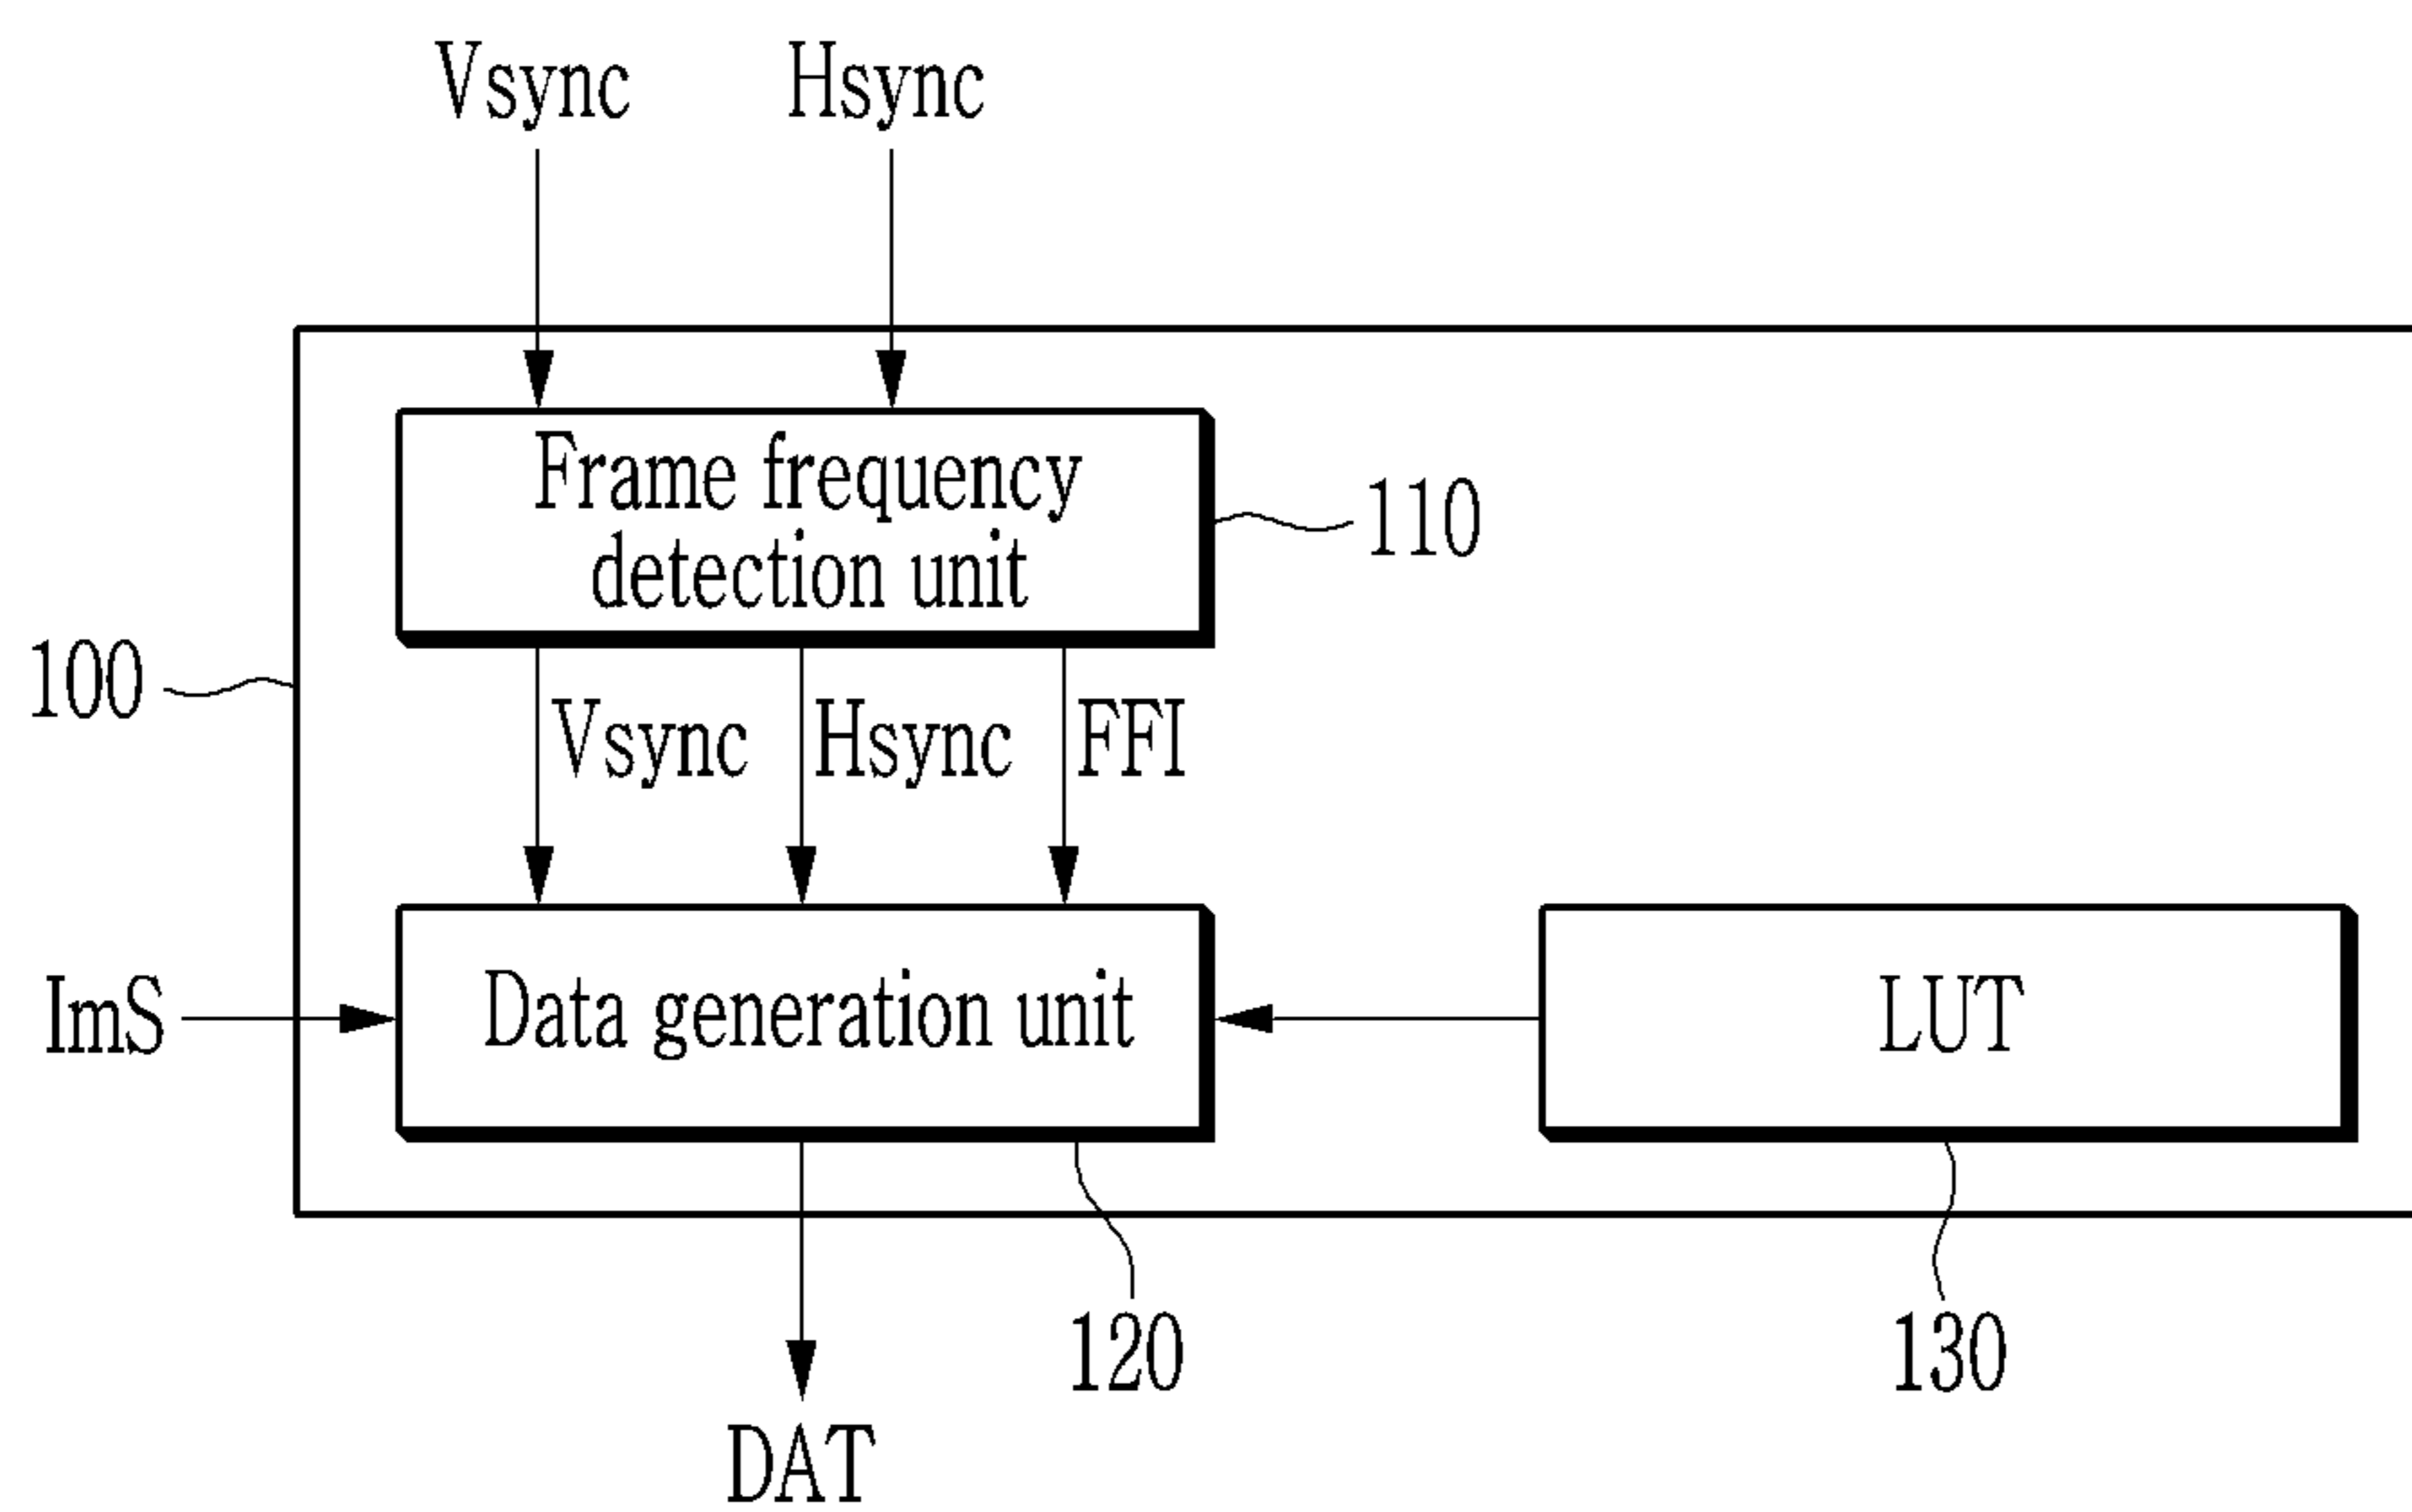 Vsync Hsync
Frame frequency
detection unit
110
100
Vsync Hsync FFI
ImS
Data generation unit
LUT
120
130
DAT